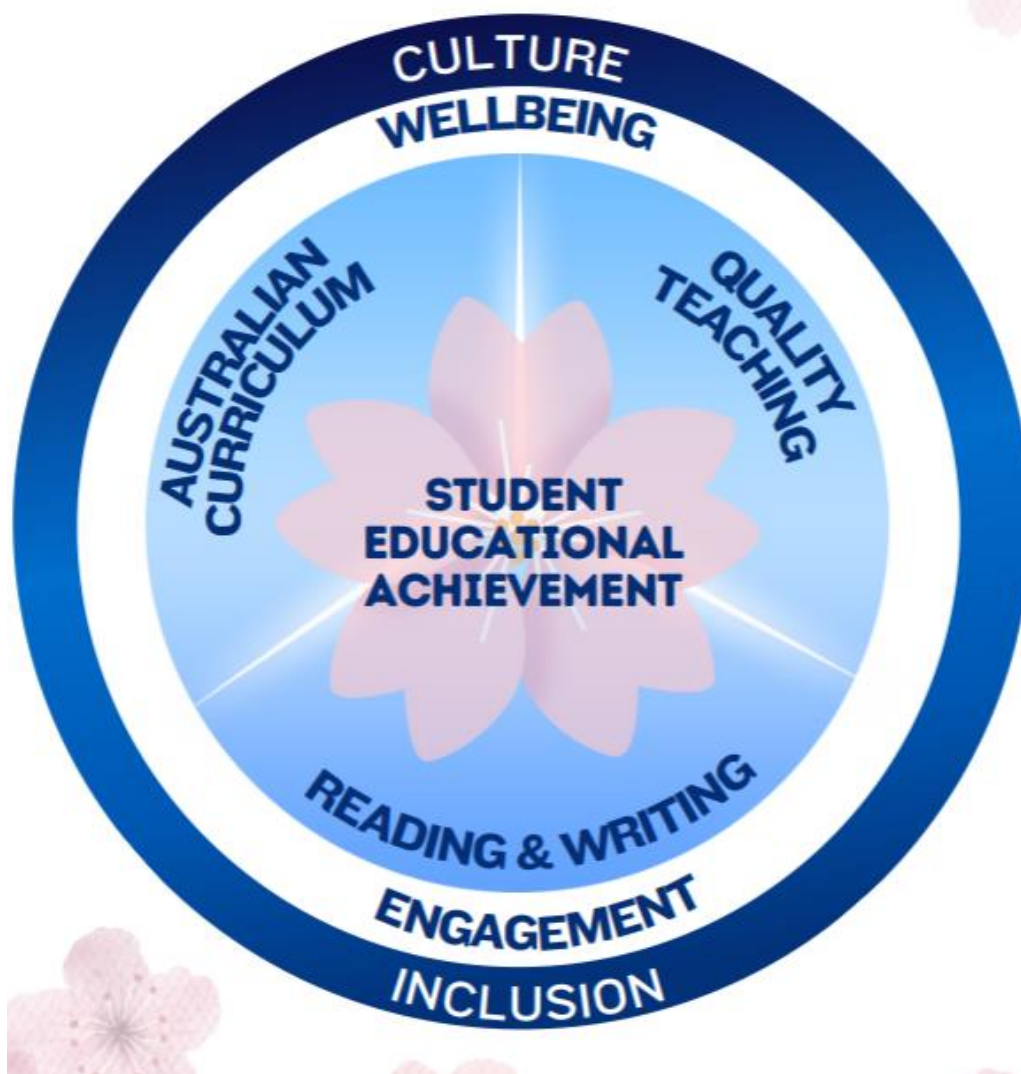 CULTURE
WELLBEING
AUSTRALIAN
CURRICULUM
QUALITY
TEACHING
STUDENT
EDUCATIONAL
ACHIEVEMENT
READING & WRITING
ENGAGEMENT
INCLUSION